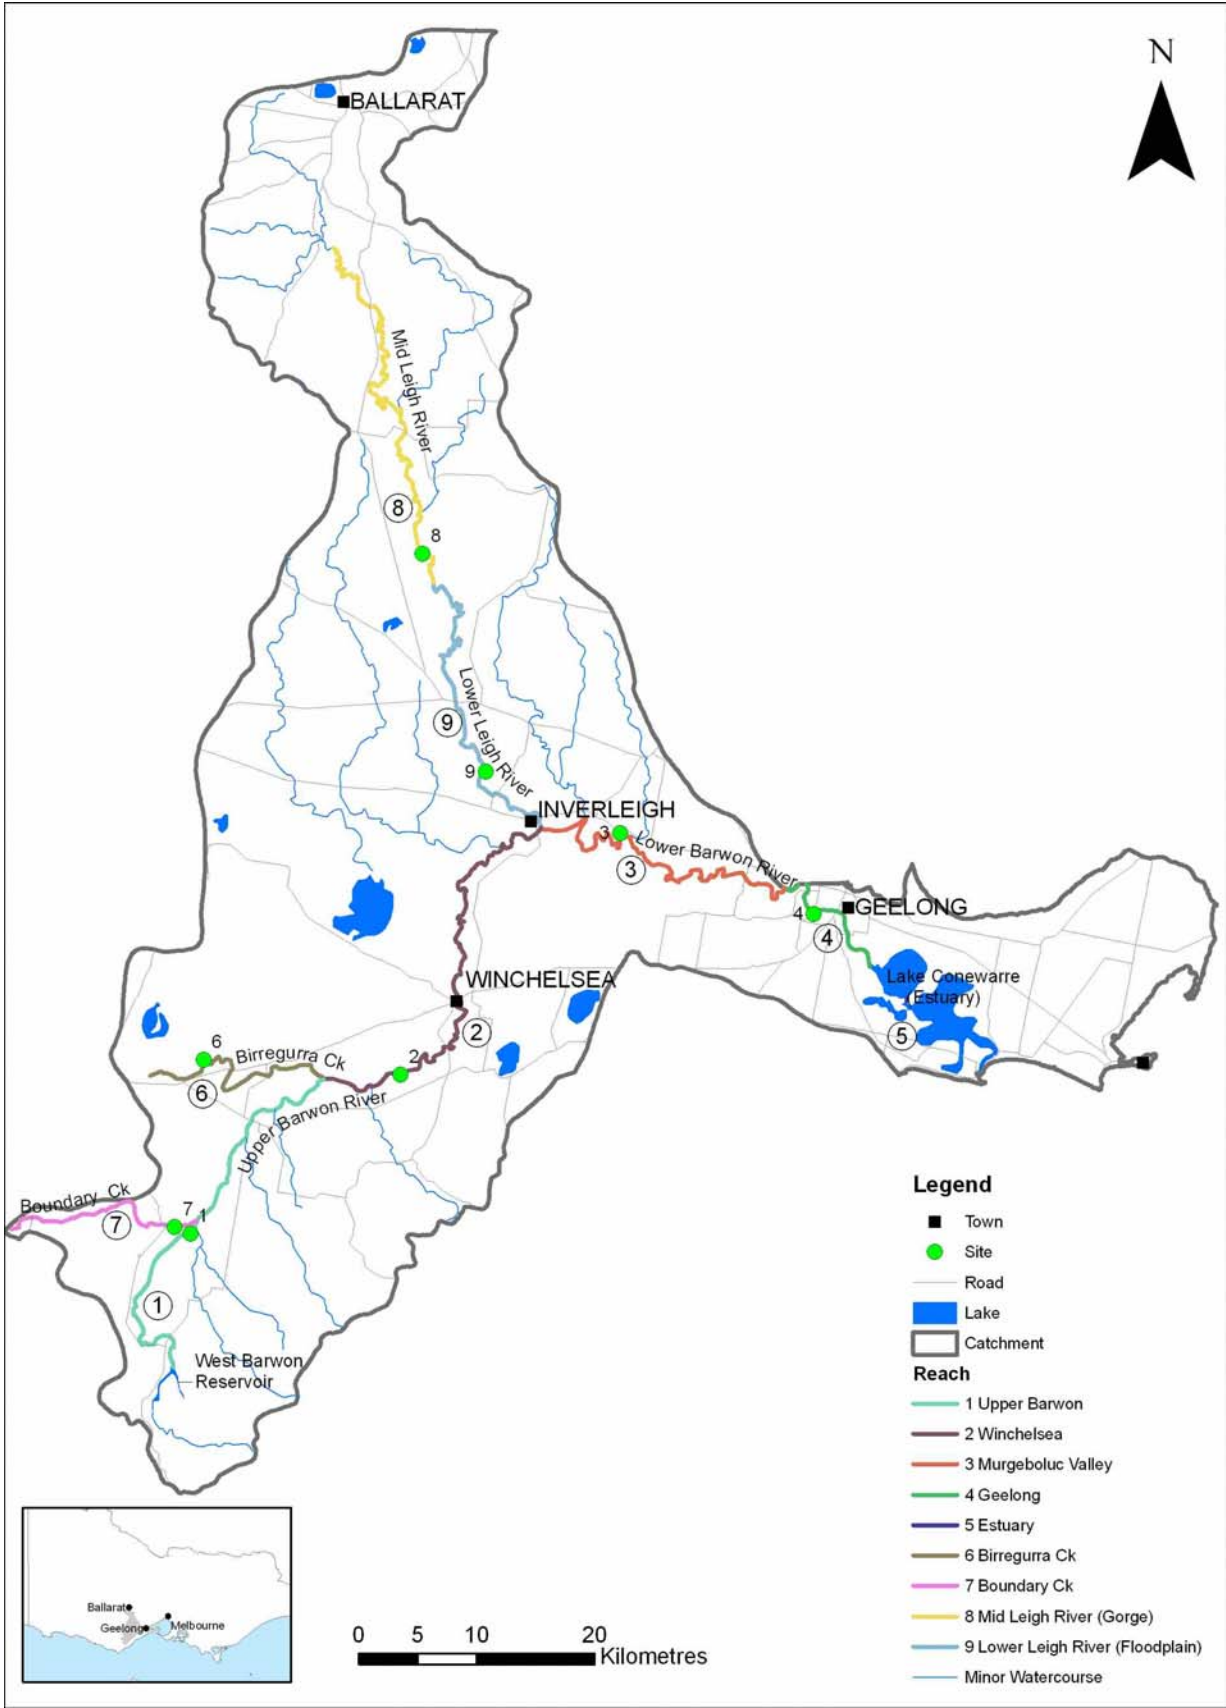 N
BALLARAT
Mid Leigh River
8
8
Lower Leigh River
9
9
INVERLEIGH
3
Lower Barwon River
3
4
GEELONG
4
Lake Conewarre
(Estuary)
5
WINCHELSEA
2
6
Birregurra Ck
2
6
Upper Barwon River
Boundary Ck
7
7
1
1
West Barwon
Reservoir
Legend
Town
Site
Road
Lake
Catchment
Reach
1 Upper Barwon
2 Winchelsea
3 Murgeboluc Valley
4 Geelong
5 Estuary
6 Birregurra Ck
7 Boundary Ck
8 Mid Leigh River (Gorge)
9 Lower Leigh River (Floodplain)
Minor Watercourse
Ballarat
Geelong
Melbourne
0 5 10 20
Kilometres